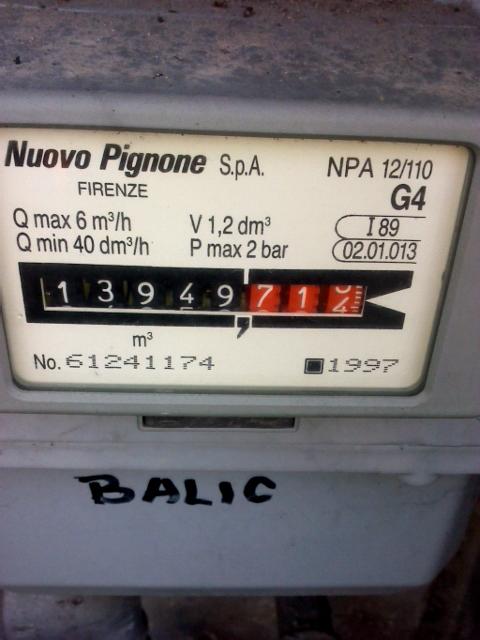 Nuovo Pignone S.p.A.
FIRENZE
NPA 12/110
G4
Q max 6 m³/h
Q min 40 dm³/h
V 1,2 dm³
P max 2 bar
I 89
02.01.013
1 3 9 4 9 , 7 1 4
m³
No. 61241174
1997
BALIC